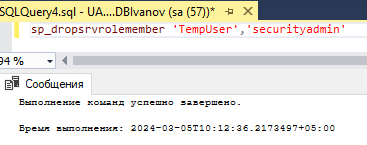 SQLQuery4.sql - UA....DBIvanov (sa (57))*
sp_dropsrvrolemember 'TempUser','securityadmin'
94 %
Сообщения
Выполнение команд успешно завершено.
Время выполнения: 2024-03-05T10:12:36.2173497+05:00